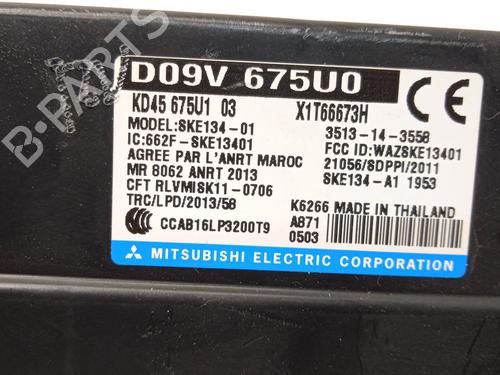 B-PARTS
D09V 675U0
KD45 675U1 03 X1T66673H
MODEL:SKE134-01 3513-14-3558
IC:662F-SKE13401 FCC ID:WAZSKE13401
AGREE PAR L'ANRT MAROC 21056/SDPPI/2011
MR 8062 ANRT 2013 SKE134-A1 1953
CFT RLVMISK11-0706
TRC/LPD/2013/58 K6266 MADE IN THAILAND
CCAB16LP3200T9 A871
0503
MITSUBISHI ELECTRIC CORPORATION